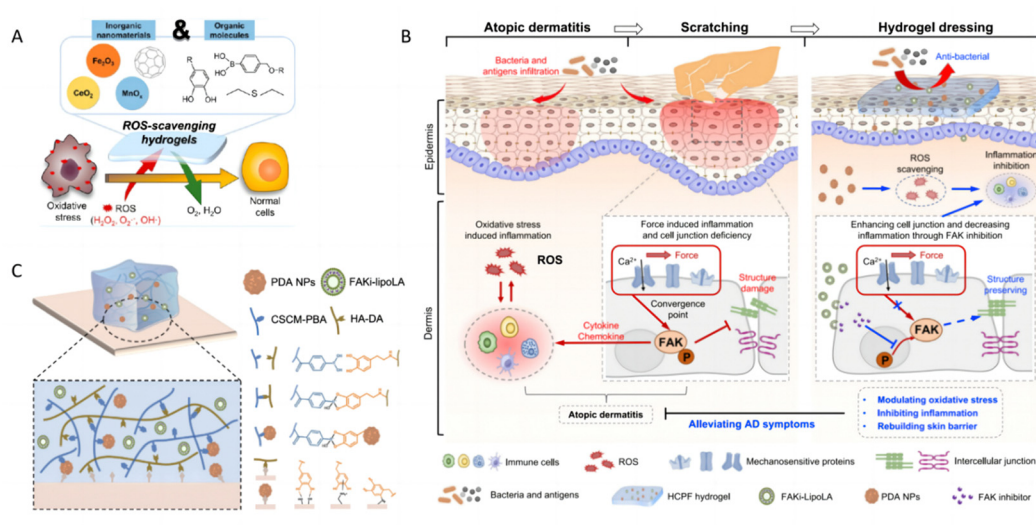 A
Inorganic
nanomaterials
&
Organic
molecules
Fe₂O₃
CeO₂
MnOₓ
R
HO
OH
HO
B
HO
O-R
S
ROS-scavenging
hydrogels
Oxidative
stress
ROS
(H₂O₂, O₂·⁻, OH·)
O₂, H₂O
Normal
cells
B
Atopic dermatitis
Scratching
Hydrogel dressing
Bacteria and
antigens infiltration
Anti-bacterial
Epidermis
ROS
scavenging
Inflammation
inhibition
Dermis
Oxidative stress
induced inflammation
ROS
Cytokine
Chemokine
Force induced inflammation
and cell junction deficiency
Ca²⁺
Force
Convergence
point
FAK
P
Structure
damage
Enhancing cell junction and decreasing
inflammation through FAK inhibition
Ca²⁺
Force
FAK
P
Structure
preserving
Atopic dermatitis
Alleviating AD symptoms
• Modulating oxidative stress
• Inhibiting inflammation
• Rebuilding skin barrier
Immune cells
ROS
Mechanosensitive proteins
Intercellular junction
Bacteria and antigens
HCPF hydrogel
FAKi-LipoLA
PDA NPs
FAK inhibitor
C
PDA NPs
FAKi-lipoLA
CSCM-PBA
HA-DA